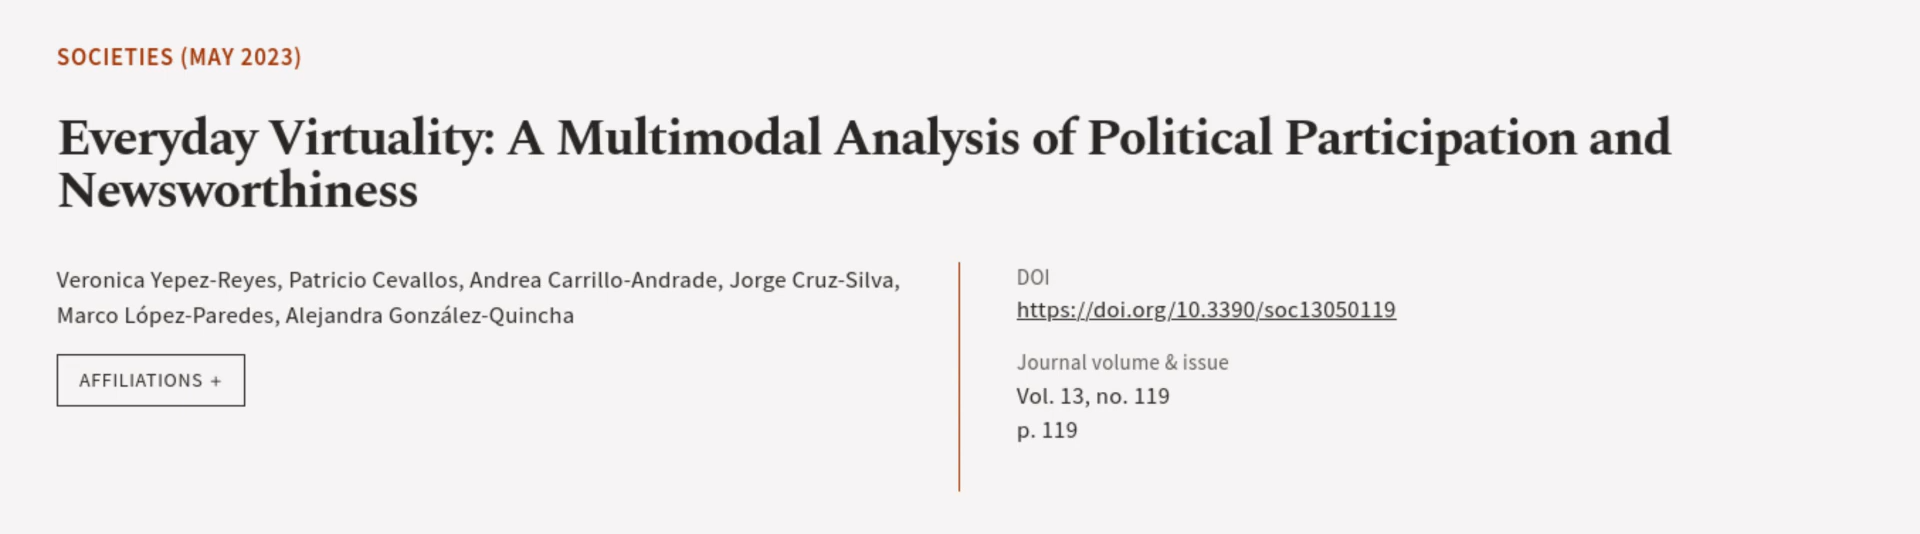 SOCIETIES (MAY 2023)
Everyday Virtuality: A Multimodal Analysis of Political Participation and
Newsworthiness
Veronica Yepez-Reyes, Patricio Cevallos, Andrea Carrillo-Andrade, Jorge Cruz-Silva,
Marco López-Paredes, Alejandra González-Quincha
AFFILIATIONS +
DOI
https://doi.org/10.3390/soc13050119
Journal volume & issue
Vol. 13, no. 119
p. 119